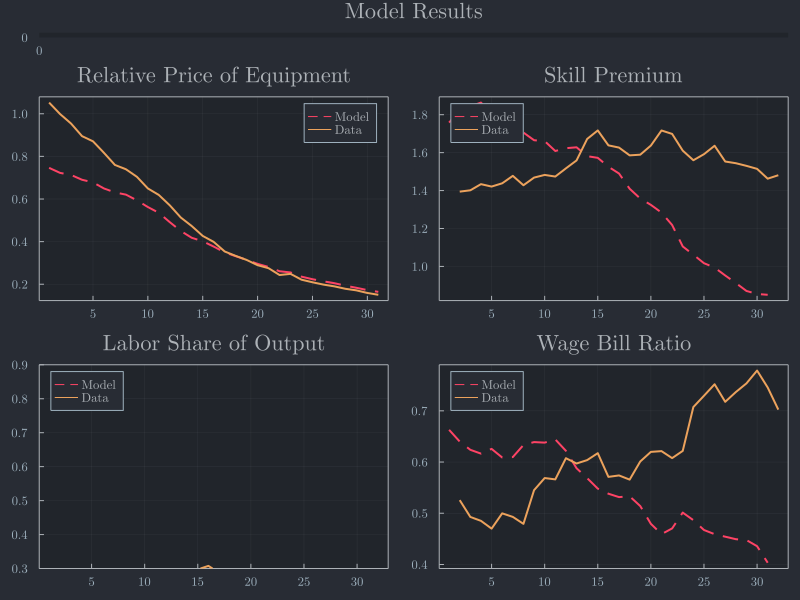 Model Results
0
0
Relative Price of Equipment
1.0
0.8
0.6
0.4
0.2
5 10 15 20 25 30
Model
Data
Skill Premium
1.8
1.6
1.4
1.2
1.0
5 10 15 20 25 30
Model
Data
Labor Share of Output
0.9
0.8
0.7
0.6
0.5
0.4
0.3
5 10 15 20 25 30
Model
Data
Wage Bill Ratio
0.7
0.6
0.5
0.4
5 10 15 20 25 30
Model
Data